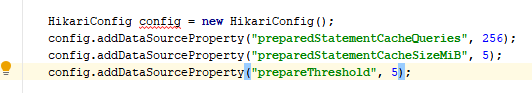 HikariConfig config = new HikariConfig();
config.addDataSourceProperty("preparedStatementCacheQueries", 256);
config.addDataSourceProperty("preparedStatementCacheSizeMiB", 5);
config.addDataSourceProperty("prepareThreshold", 5);